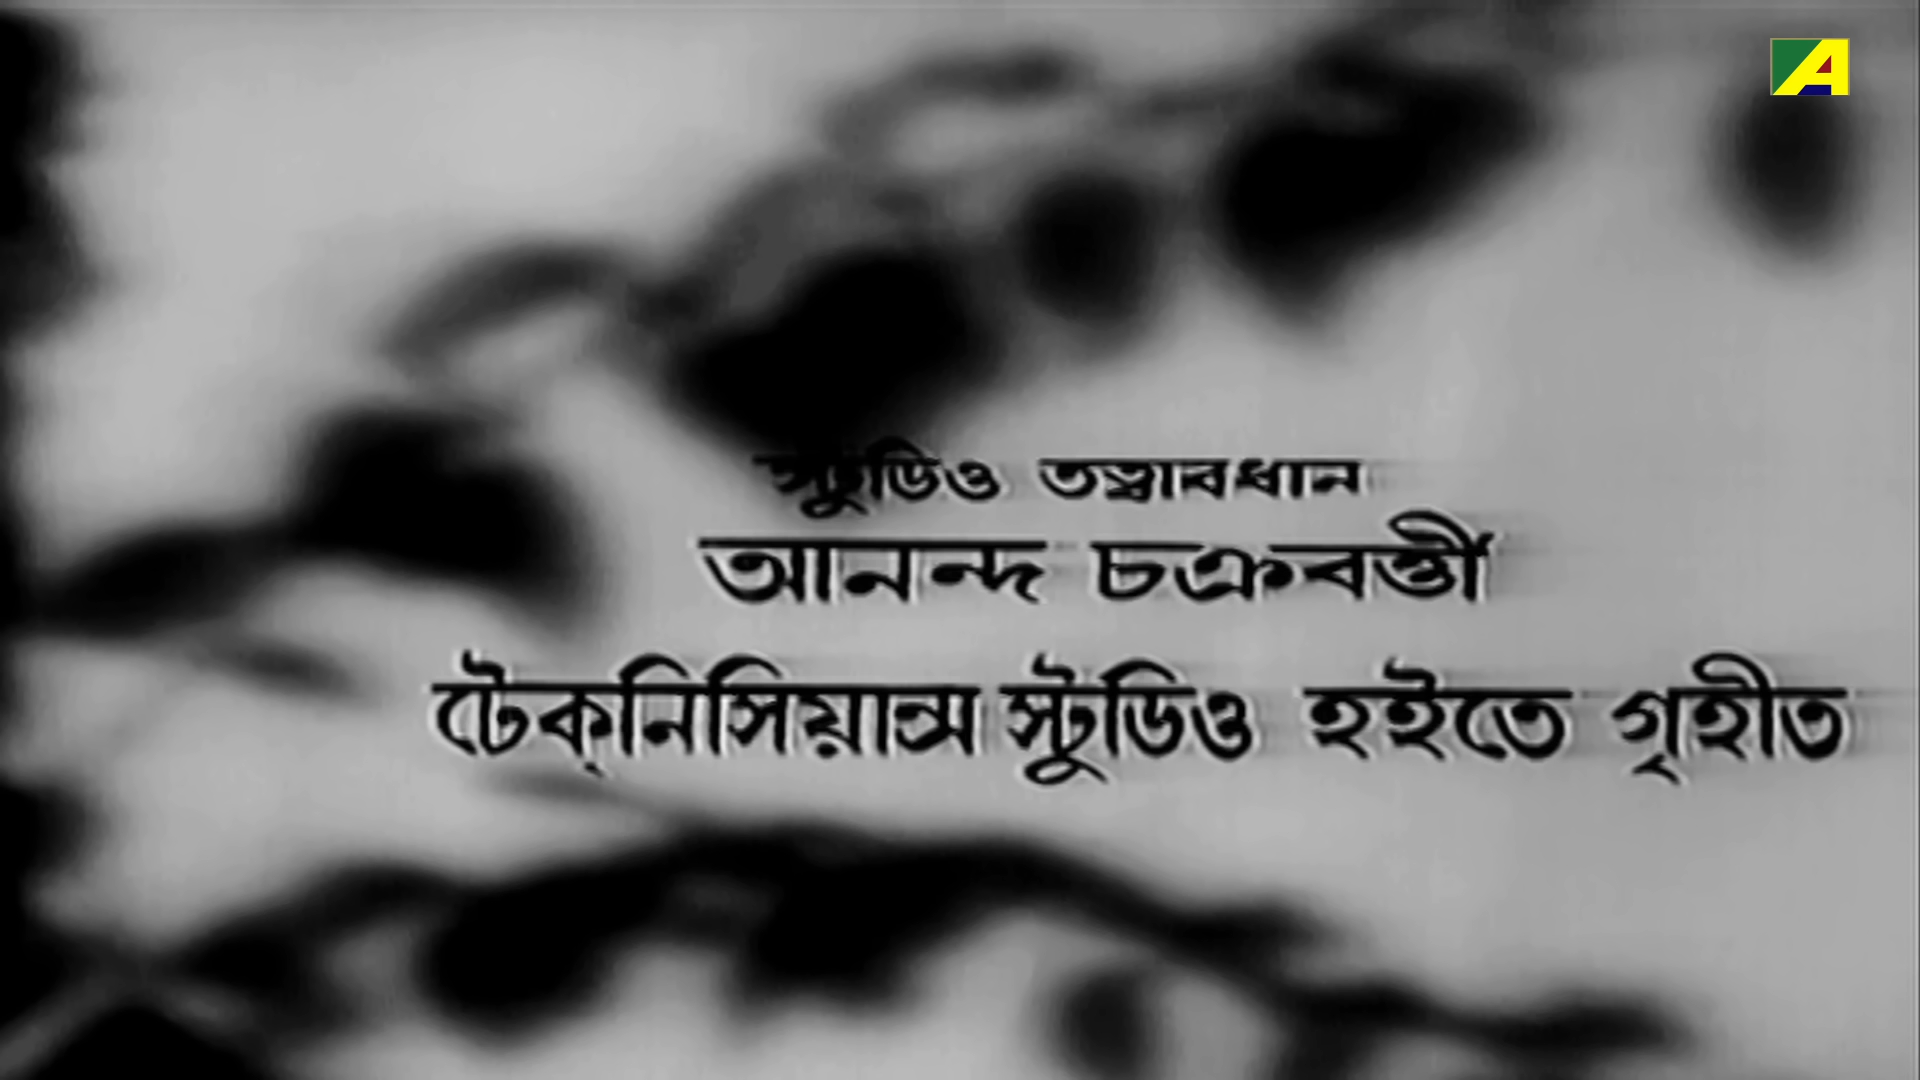 স্টুডিও তত্ত্বাবধান
আনন্দ চক্রবর্ত্তী
টেক্‌নিসিয়ান্স স্টুডিও হইতে গৃহীত